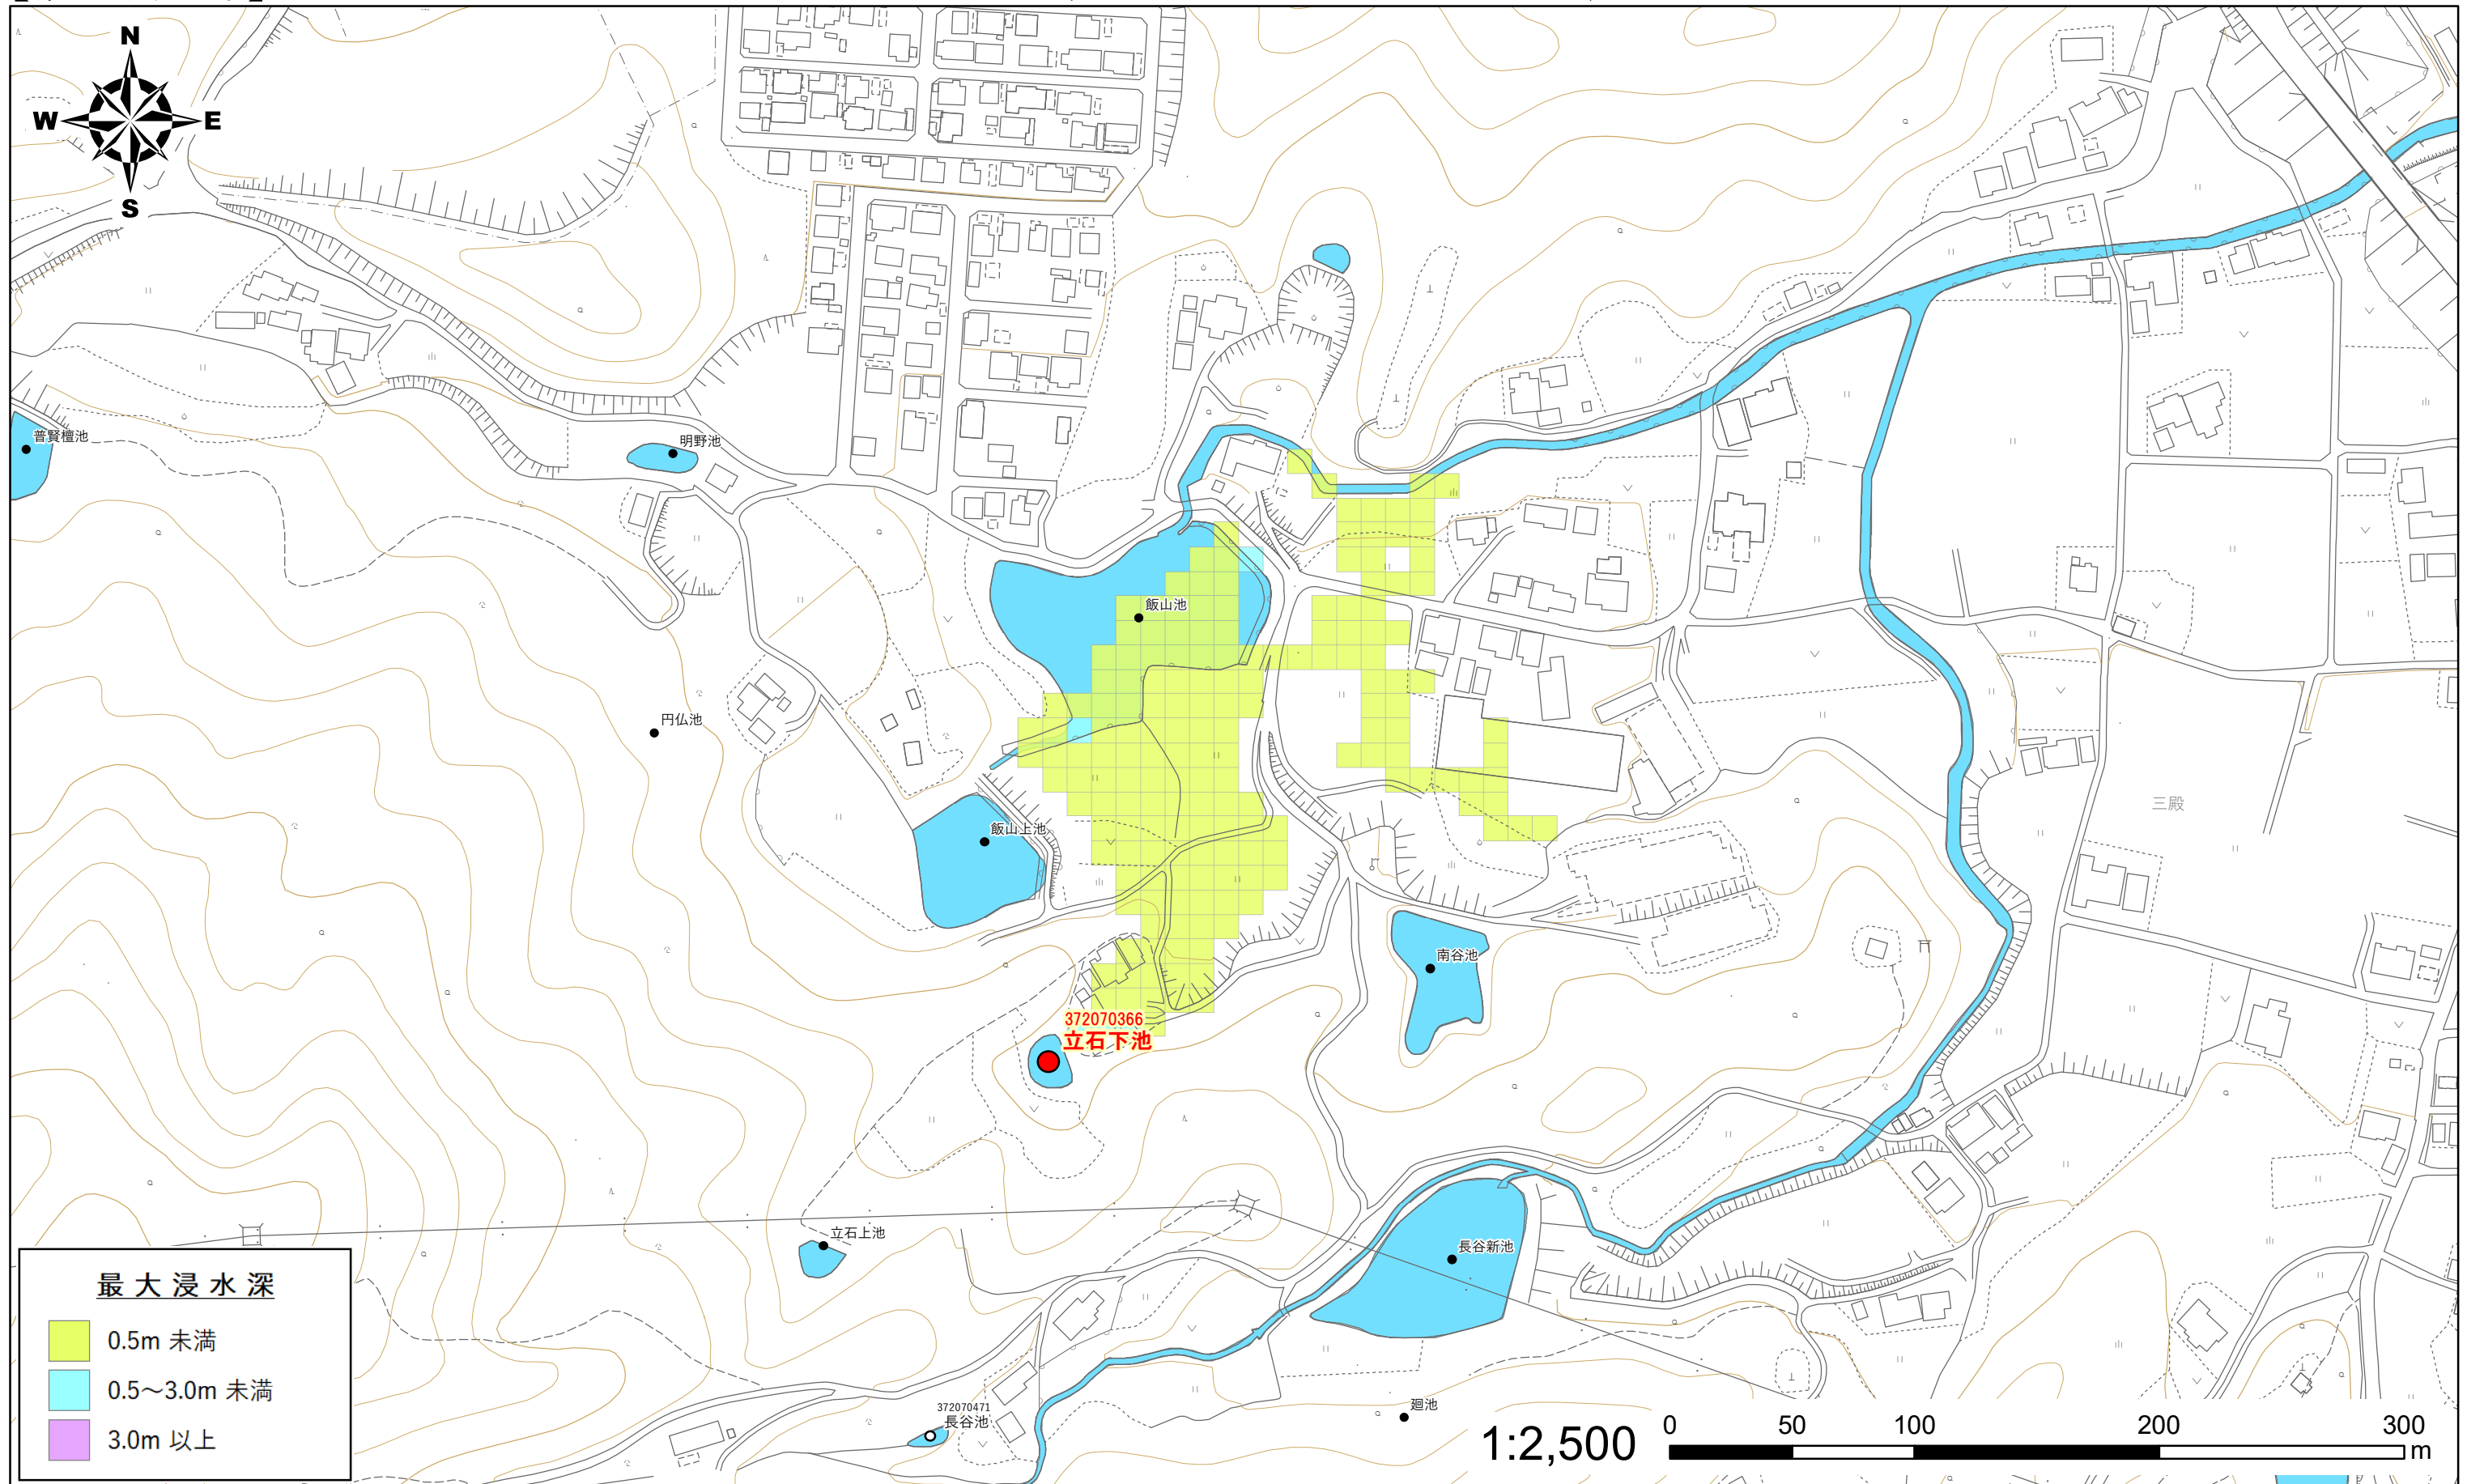 N
W E
S
普賢檀池
明野池
飯山池
円仏池
飯山上池
三殿
南谷池
372070366
立石下池
立石上池
長谷新池
372070471
長谷池
廻池
最大浸水深
0.5m 未満
0.5～3.0m 未満
3.0m 以上
1:2,500
0 50 100 200 300
m